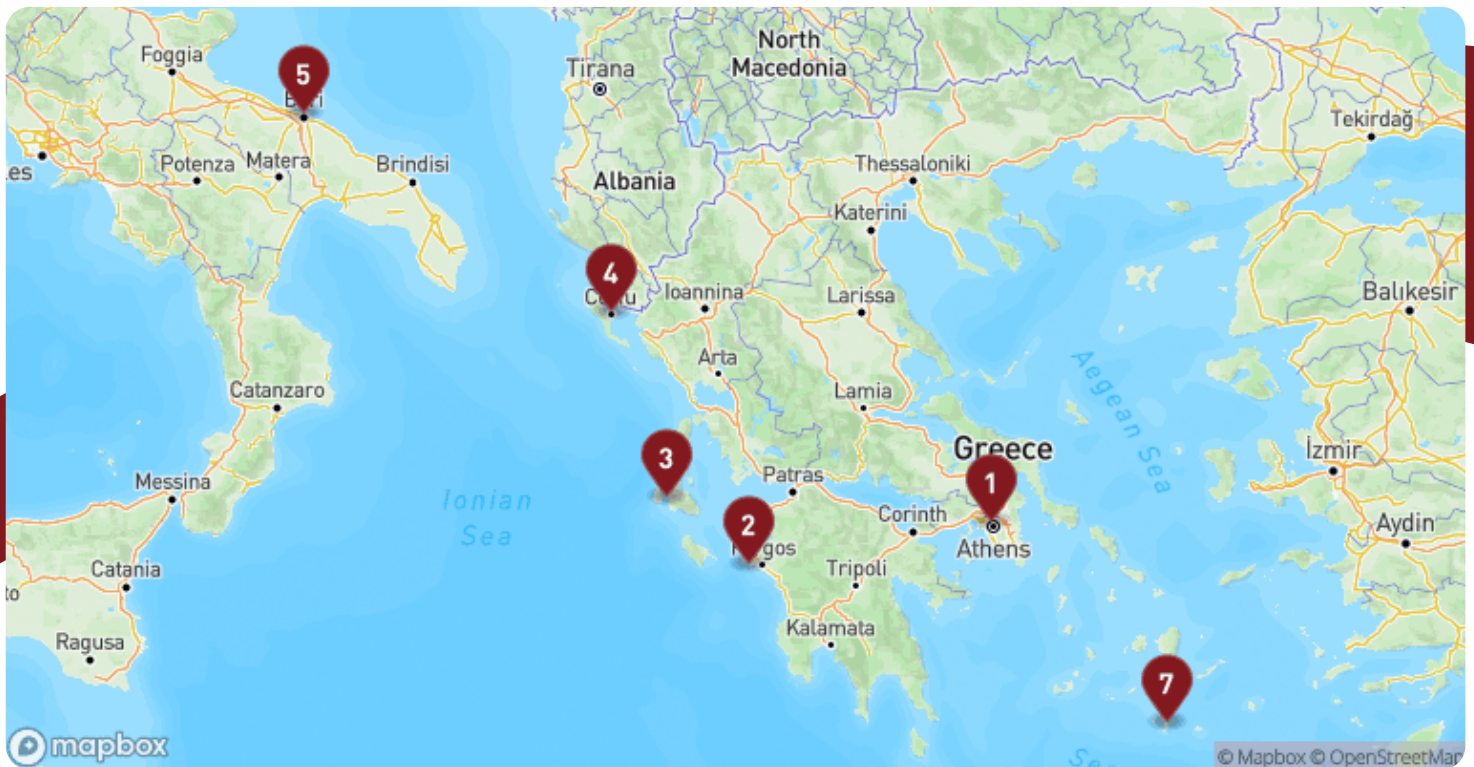 North
Macedonia
Foggia
Tirana
5
Tekirdağ
Potenza
Matera
Brindisi
Thessaloniki
Albania
Katerini
4
Ioannina
Larissa
Balıkesir
Arta
Aegean Sea
Catanzaro
Lamia
Greece
3
İzmir
Messina
Patras
1
Ionian
Sea
2
Corinth
Aydin
Athens
Catania
Tripoli
Kalamata
Ragusa
7
mapbox
© Mapbox © OpenStreetMap